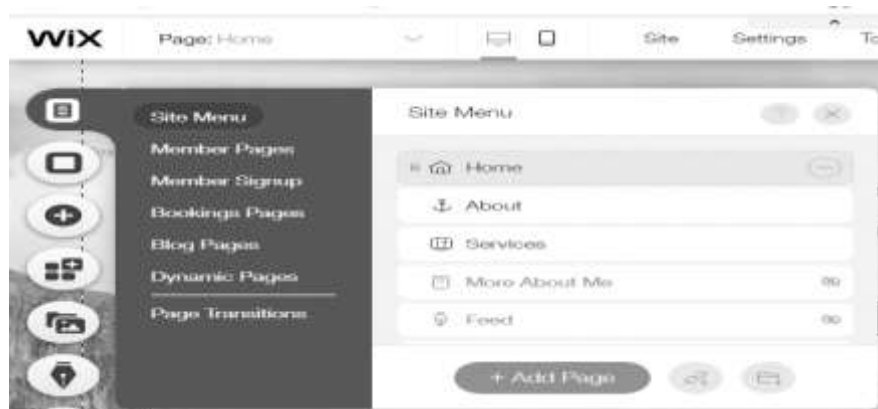 WiX Page: Home Site Settings To
Site Menu
Member Pages
Member Signup
Bookings Pages
Blog Pages
Dynamic Pages
Page Transitions
Site Menu ? ×
Home
About
Services
More About Me
Feed
+ Add Page